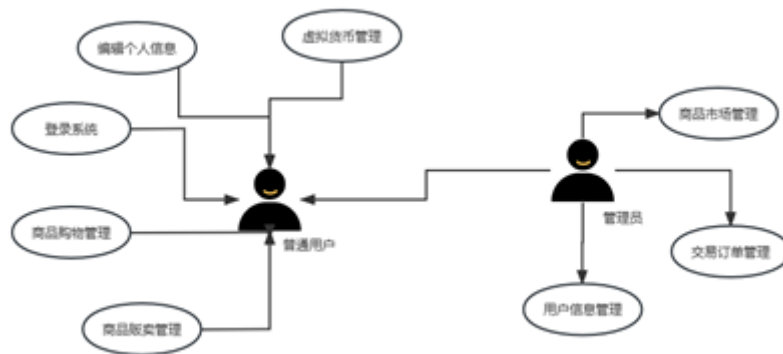 编辑个人信息
虚拟货币管理
登录系统
商品购物管理
商品贩卖管理
普通用户
管理员
商品市场管理
交易订单管理
用户信息管理